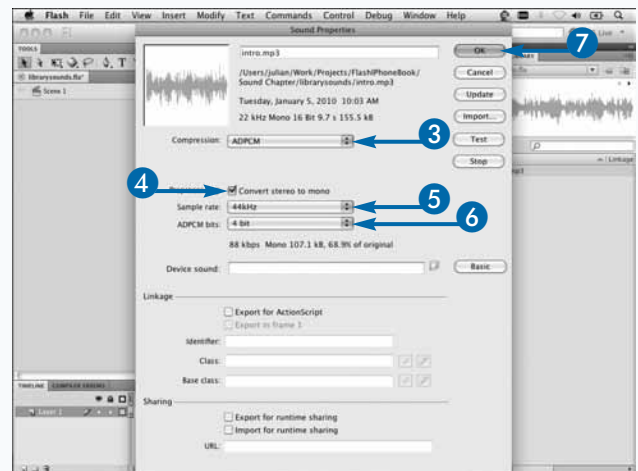 Flash File Edit View Insert Modify Text Commands Control Debug Window Help
Sound Properties
Live
TOOLS
librarysounds.fla*
Scene 1
intro.mp3
/Users/julian/Work/Projects/FlashiPhoneBook/
Sound Chapter/librarysounds/intro.mp3
Tuesday, January 5, 2010 10:03 AM
22 kHz Mono 16 Bit 9.7 s 155.5 kB
OK
7
Cancel
Update
Import...
Test
Stop
Compression: ADPCM
3
4
Convert stereo to mono
Sample rate: 44kHz
5
ADPCM bits: 4 bit
6
88 kbps Mono 107.1 kB, 68.9% of original
Device sound:
Basic
Linkage
Linkage
Export for ActionScript
Export in frame 1
Identifier:
Class:
Base class:
Sharing
Export for runtime sharing
Import for runtime sharing
URL:
TIMELINE COMPILER ERRORS
Layer 1